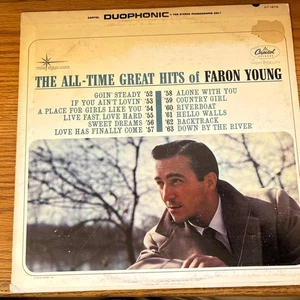 DUOPHONIC
Capitol
THE ALL-TIME GREAT HITS of FARON YOUNG
GOIN' STEADY '52
IF YOU AIN'T LOVIN' '53
A PLACE FOR GIRLS LIKE YOU '54
LIVE FAST, LOVE HARD '55
SWEET DREAMS '56
LOVE HAS FINALLY COME '57
'58 ALONE WITH YOU
'59 COUNTRY GIRL
'60 RIVERBOAT
'61 HELLO WALLS
'62 BACKTRACK
'63 DOWN BY THE RIVER